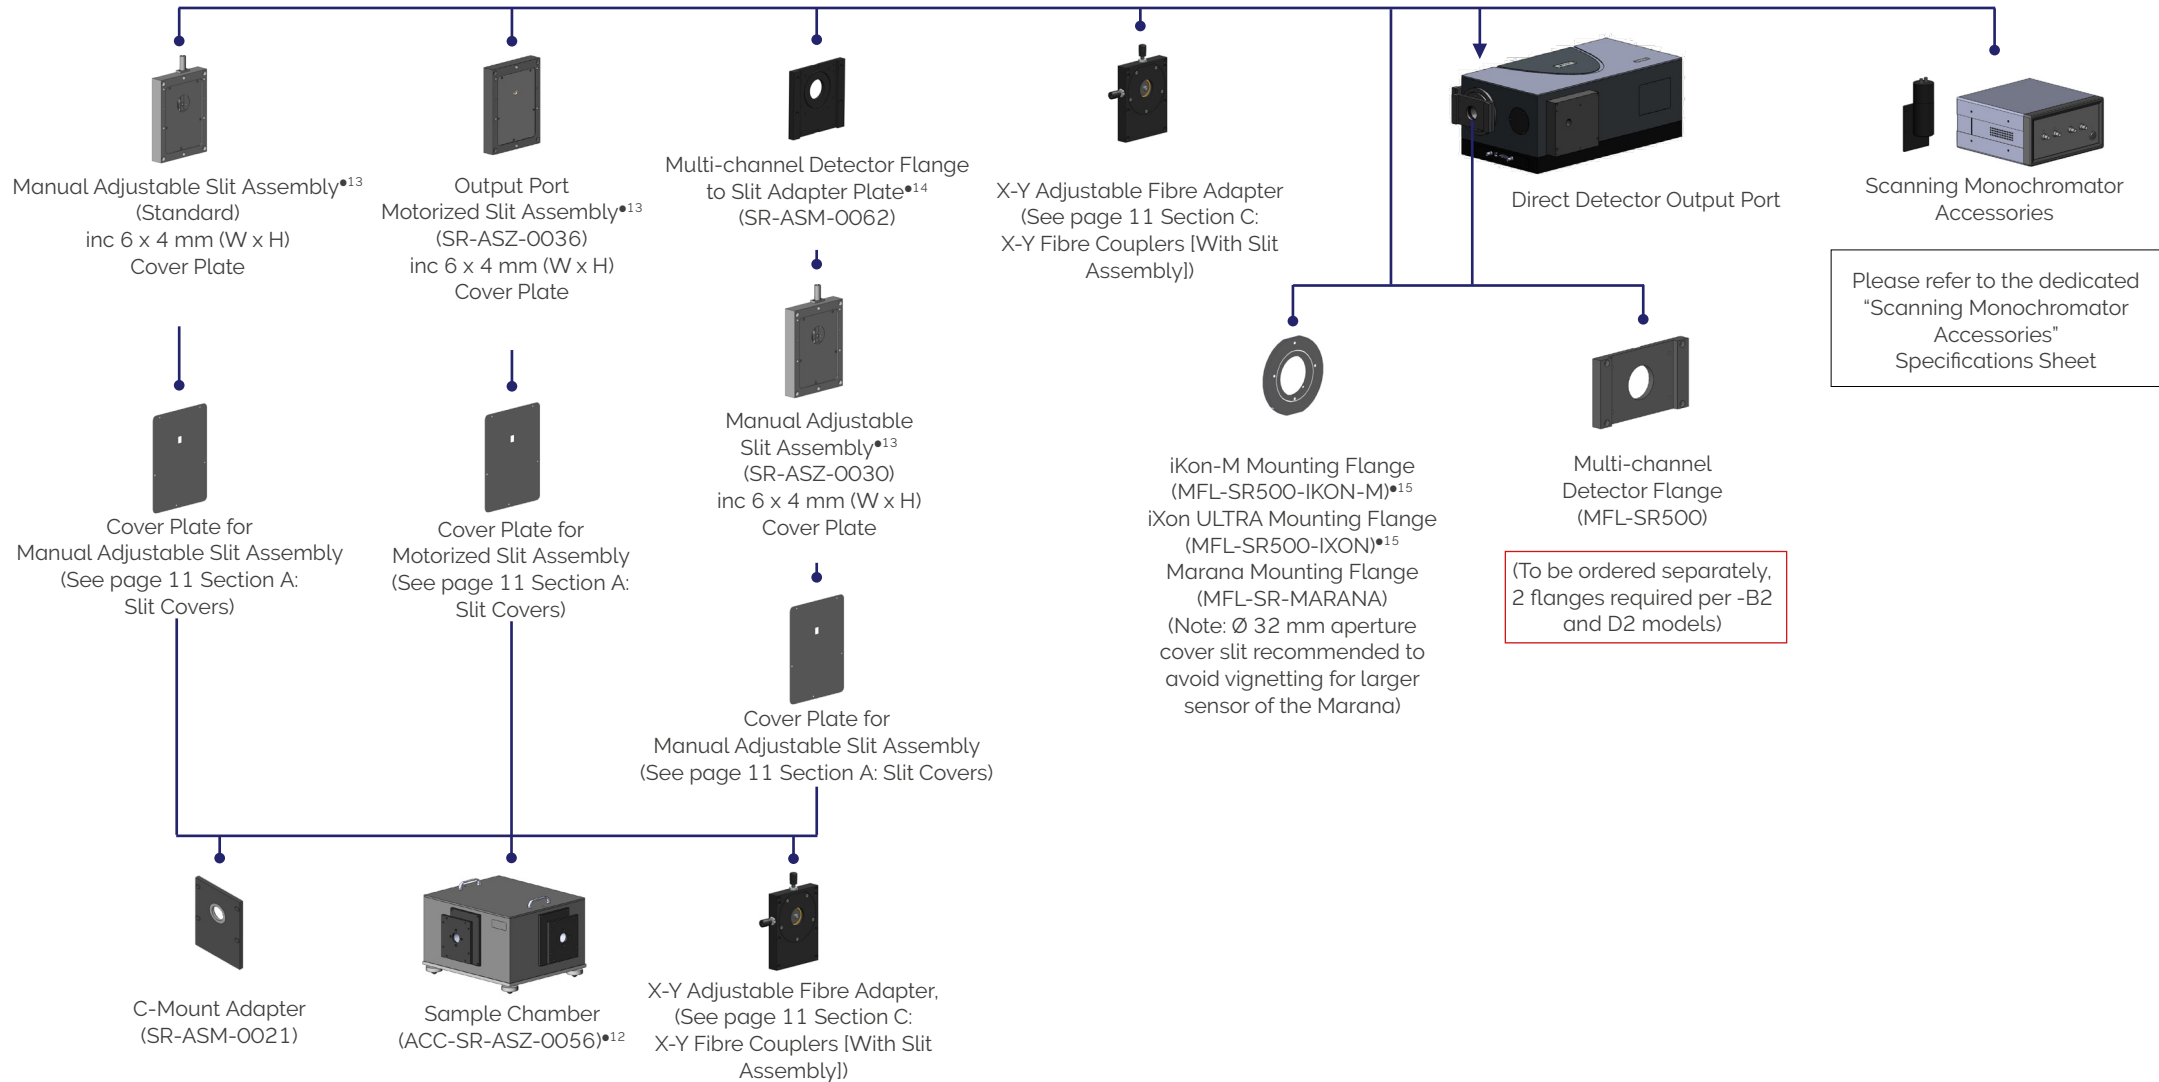 Manual Adjustable Slit Assembly●13
(Standard)
inc 6 x 4 mm (W x H)
Cover Plate
Output Port
Motorized Slit Assembly●13
(SR-ASZ-0036)
inc 6 x 4 mm (W x H)
Cover Plate
Multi-channel Detector Flange
to Slit Adapter Plate●14
(SR-ASM-0062)
X-Y Adjustable Fibre Adapter
(See page 11 Section C:
X-Y Fibre Couplers [With Slit
Assembly])
Direct Detector Output Port
Scanning Monochromator
Accessories
Please refer to the dedicated
“Scanning Monochromator
Accessories”
Specifications Sheet
Manual Adjustable
Slit Assembly●13
(SR-ASZ-0030)
inc 6 x 4 mm (W x H)
Cover Plate
iKon-M Mounting Flange
(MFL-SR500-IKON-M)●15
iXon ULTRA Mounting Flange
(MFL-SR500-IXON)●15
Marana Mounting Flange
(MFL-SR-MARANA)
(Note: Ø 32 mm aperture
cover slit recommended to
avoid vignetting for larger
sensor of the Marana)
Multi-channel
Detector Flange
(MFL-SR500)
(To be ordered separately,
2 flanges required per -B2
and D2 models)
Cover Plate for
Manual Adjustable Slit Assembly
(See page 11 Section A:
Slit Covers)
Cover Plate for
Motorized Slit Assembly
(See page 11 Section A:
Slit Covers)
Cover Plate for
Manual Adjustable Slit Assembly
(See page 11 Section A: Slit Covers)
C-Mount Adapter
(SR-ASM-0021)
Sample Chamber
(ACC-SR-ASZ-0056)●12
X-Y Adjustable Fibre Adapter,
(See page 11 Section C:
X-Y Fibre Couplers [With Slit
Assembly])